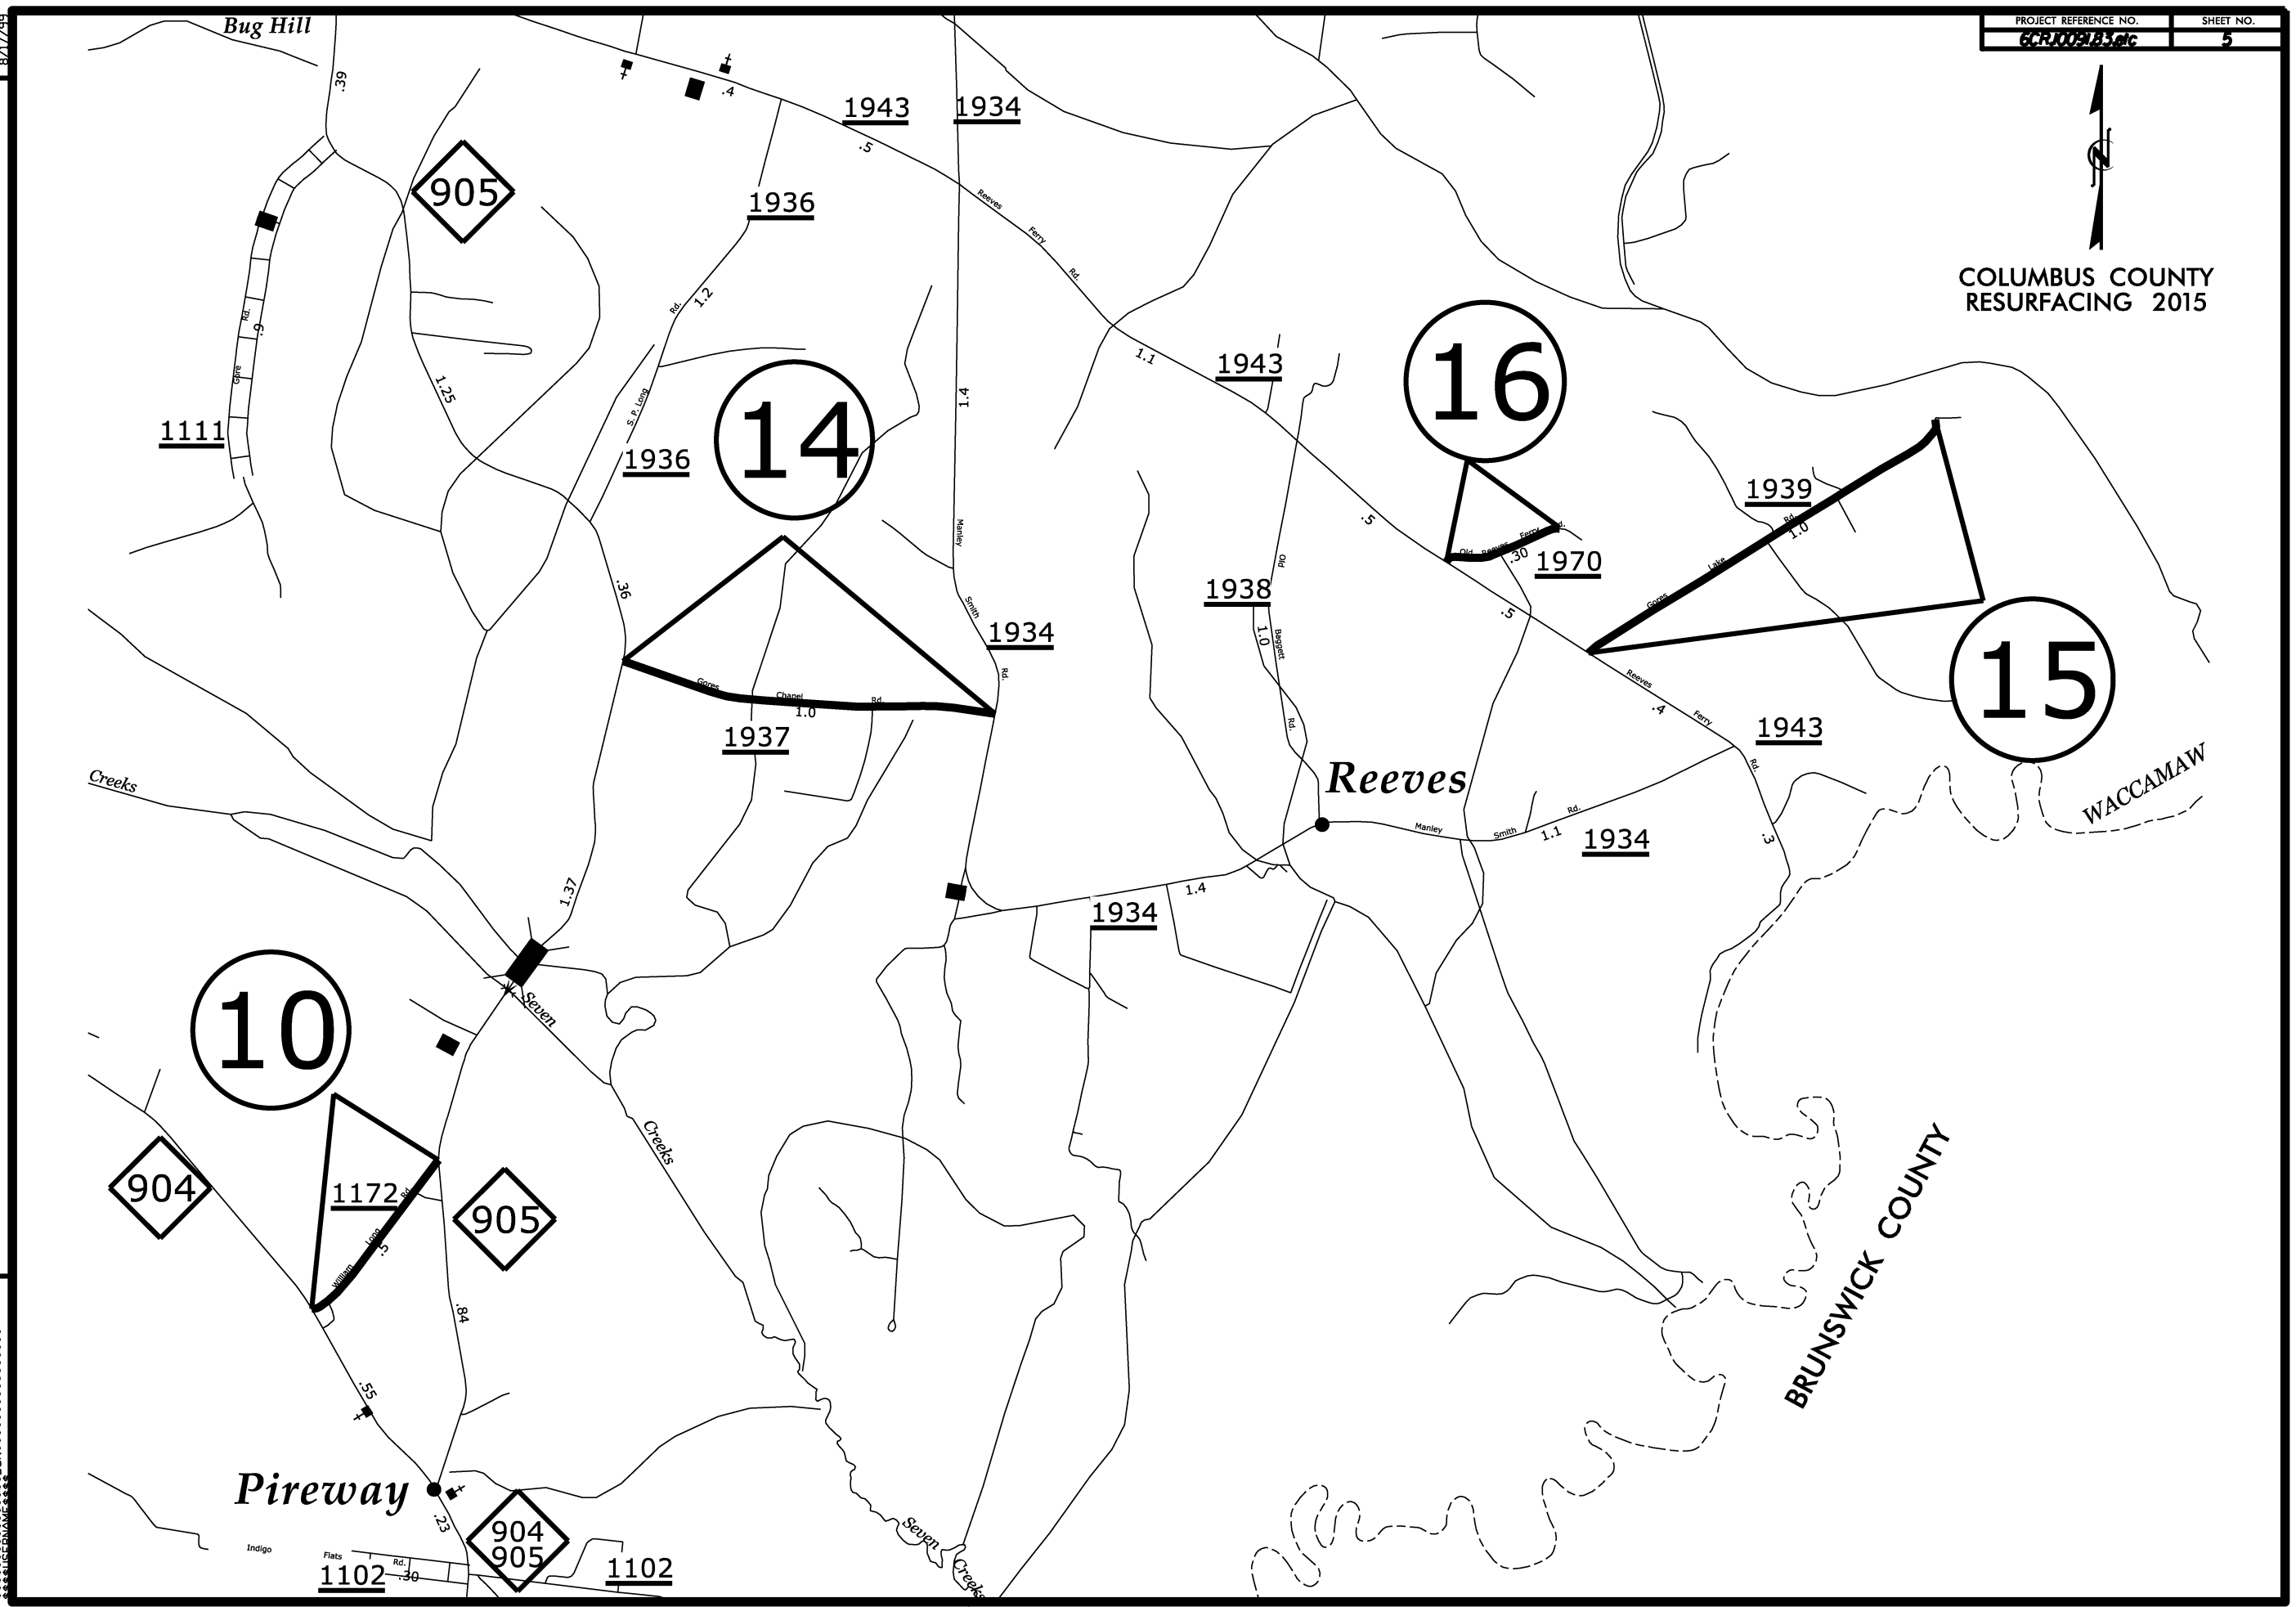 Bug Hill
PROJECT REFERENCE NO.
SHEET NO.
5
8/17/99
.39
.4
1943
1934
.5
905
1936
Reeves
Ferry
Rd.
COLUMBUS COUNTY
RESURFACING 2015
Rd.
1.2
Rd.
.9
Gore
1.25
1111
S. P. Long
1936
14
1.4
1.1
1943
16
1939
Rd.
1.0
Lake
Gores
.5
Manley
Old Reeves Ferry Rd.
.30
1970
Old
1938
1.0
Baggett
Rd.
.36
Smith
1934
Rd.
.5
15
Gores
Chapel
Rd.
1.0
1937
Reeves
.4
Ferry
1943
Rd.
Creeks
Reeves
WACCAMAW
Manley
Smith
Rd.
1.1
1934
.3
1.37
1.4
1934
10
Seven
Creeks
904
1172
Rd.
Long
.5
William
905
BRUNSWICK COUNTY
.84
.55
Pireway
.23
904
905
Seven
Creeks
Indigo
Flats
Rd.
1102
.30
1102